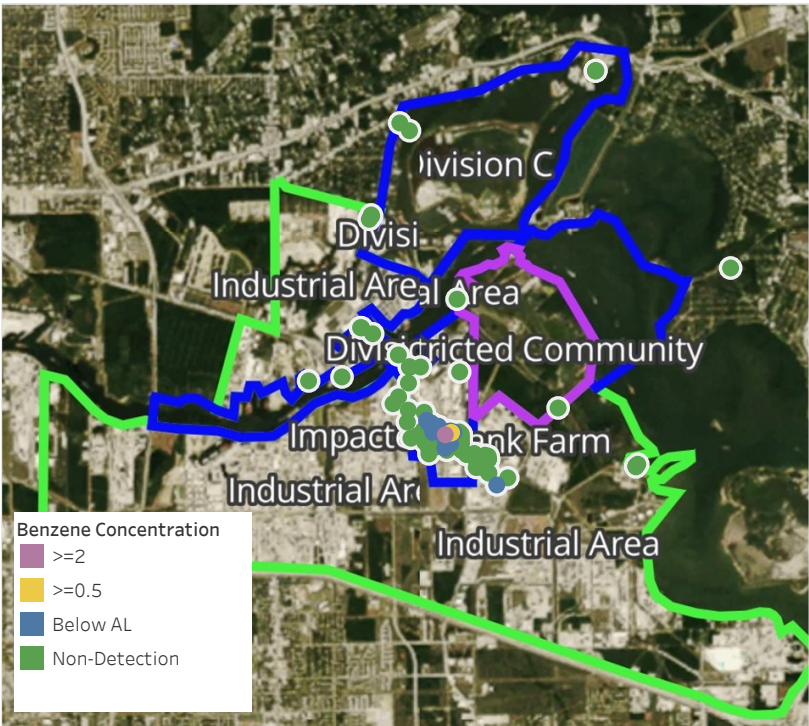 Division C
Divisi
Industrial Area
al Area
Divisi
tricted Community
Impact
ank Farm
Industrial Are
Industrial Area
Benzene Concentration
>=2
>=0.5
Below AL
Non-Detection